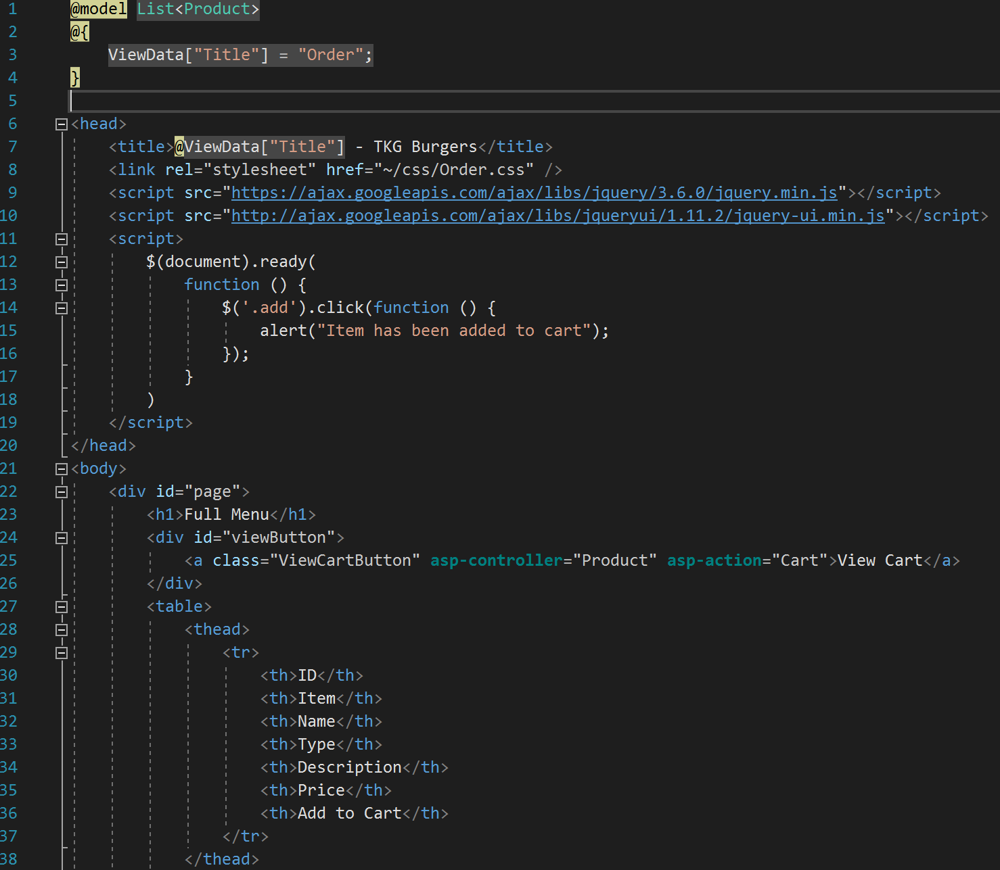 1 @model List<Product>
2 @{
3 ViewData["Title"] = "Order";
4 }
5
6 <head>
7 <title>@ViewData["Title"] - TKG Burgers</title>
8 <link rel="stylesheet" href="~/css/Order.css" />
9 <script src="https://ajax.googleapis.com/ajax/libs/jquery/3.6.0/jquery.min.js"></script>
10 <script src="http://ajax.googleapis.com/ajax/libs/jqueryui/1.11.2/jquery-ui.min.js"></script>
11 <script>
12 $(document).ready(
13 function () {
14 $('.add').click(function () {
15 alert("Item has been added to cart");
16 });
17 }
18 )
19 </script>
20 </head>
21 <body>
22 <div id="page">
23 <h1>Full Menu</h1>
24 <div id="viewButton">
25 <a class="ViewCartButton" asp-controller="Product" asp-action="Cart">View Cart</a>
26 </div>
27 <table>
28 <thead>
29 <tr>
30 <th>ID</th>
31 <th>Item</th>
32 <th>Name</th>
33 <th>Type</th>
34 <th>Description</th>
35 <th>Price</th>
36 <th>Add to Cart</th>
37 </tr>
38 </thead>